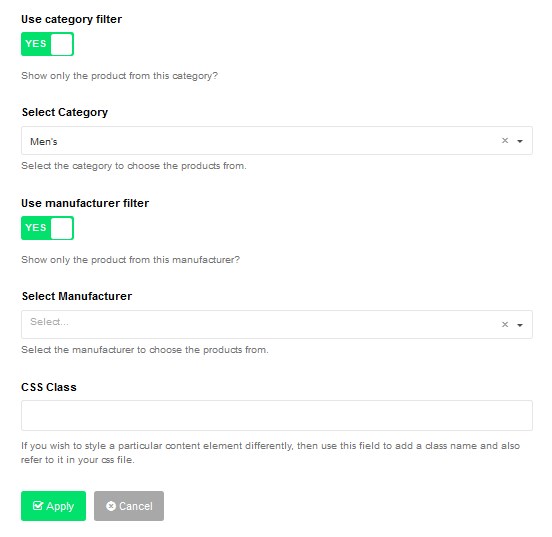 Use category filter
YES
Show only the product from this category?
Select Category
Men's
Select the category to choose the products from.
Use manufacturer filter
YES
Show only the product from this manufacturer?
Select Manufacturer
Select...
Select the manufacturer to choose the products from.
CSS Class
If you wish to style a particular content element differently, then use this field to add a class name and also
refer to it in your css file.
Apply Cancel